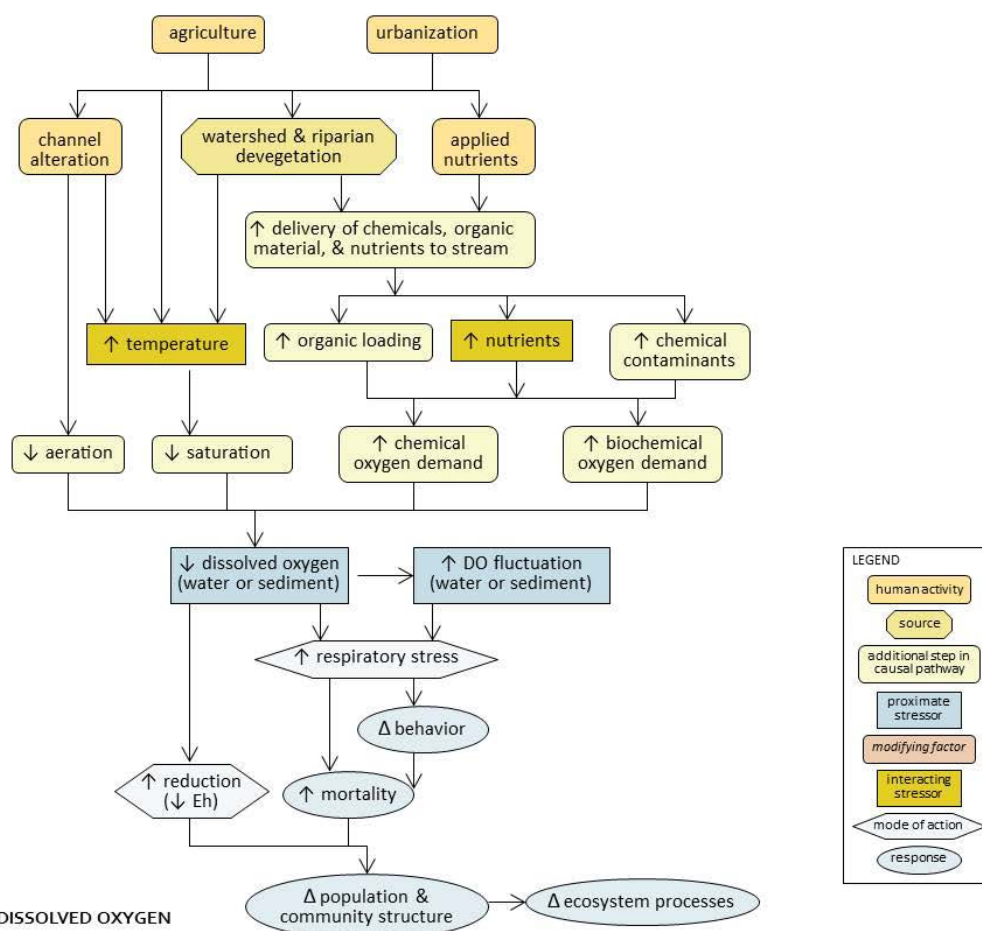 agriculture
urbanization
channel
alteration
watershed & riparian
devegetation
applied
nutrients
↑ delivery of chemicals, organic
material, & nutrients to stream
↑ temperature
↑ organic loading
↑ nutrients
↑ chemical
contaminants
↓ aeration
↓ saturation
↑ chemical
oxygen demand
↑ biochemical
oxygen demand
↓ dissolved oxygen
(water or sediment)
↑ DO fluctuation
(water or sediment)
↑ respiratory stress
Δ behavior
↑ reduction
(↓ Eh)
↑ mortality
Δ population &
community structure
Δ ecosystem processes
DISSOLVED OXYGEN
LEGEND
human activity
source
additional step in
causal pathway
proximate
stressor
modifying factor
interacting
stressor
mode of action
response